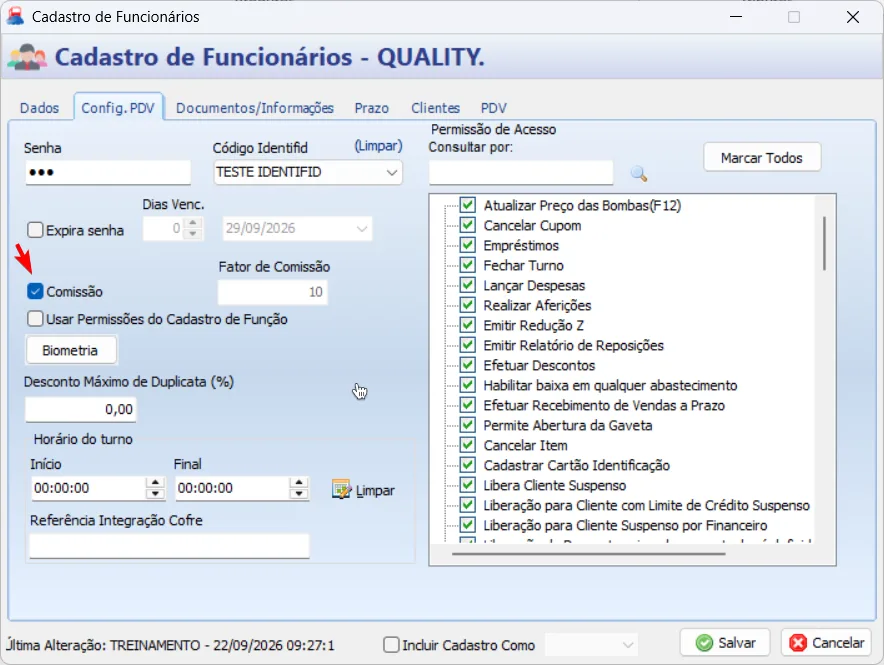 Cadastro de Funcionários
Cadastro de Funcionários - QUALITY.
Dados
Config. PDV
Documentos/Informações
Prazo
Clientes
PDV
Senha
Código Identifid
(Limpar)
TESTE IDENTIFID
Dias Venc.
Expira senha
0
29/09/2026
Comissão
Fator de Comissão
10
Usar Permissões do Cadastro de Função
Biometria
Desconto Máximo de Duplicata (%)
0,00
Horário do turno
Início
Final
00:00:00
00:00:00
Limpar
Referência Integração Cofre
Permissão de Acesso
Consultar por:
Marcar Todos
Atualizar Preço das Bombas(F12)
Cancelar Cupom
Empréstimos
Fechar Turno
Lançar Despesas
Realizar Aferições
Emitir Redução Z
Emitir Relatório de Reposições
Efetuar Descontos
Habilitar baixa em qualquer abastecimento
Efetuar Recebimento de Vendas a Prazo
Permite Abertura da Gaveta
Cancelar Item
Cadastrar Cartão Identificação
Libera Cliente Suspenso
Liberação para Cliente com Limite de Crédito Suspenso
Liberação para Cliente Suspenso por Financeiro
Última Alteração: TREINAMENTO - 22/09/2026 09:27:1
Incluir Cadastro Como
Salvar
Cancelar